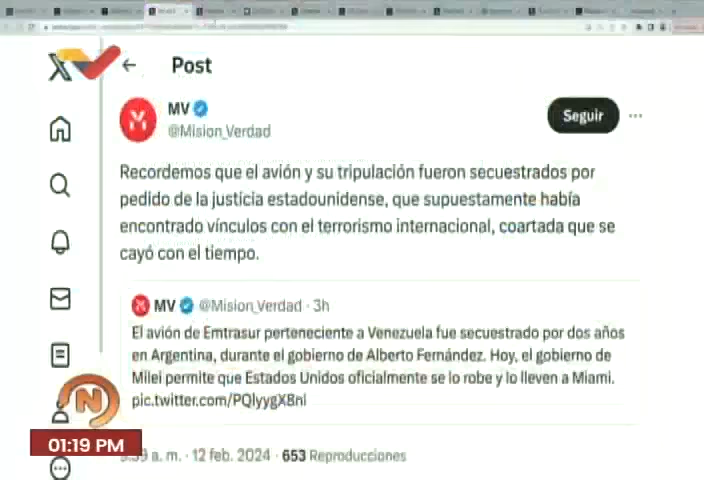 Post
MV
@Mision_Verdad
Seguir
Recordemos que el avión y su tripulación fueron secuestrados por
pedido de la justicia estadounidense, que supuestamente había
encontrado vínculos con el terrorismo internacional, coartada que se
cayó con el tiempo.
MV @Mision_Verdad · 3h
El avión de Emtrasur perteneciente a Venezuela fue secuestrado por dos años
en Argentina, durante el gobierno de Alberto Fernández. Hoy, el gobierno de
Milei permite que Estados Unidos oficialmente se lo robe y lo lleven a Miami.
N
01:19 PM
a. m. · 12 feb. 2024 · 653 Reproducciones